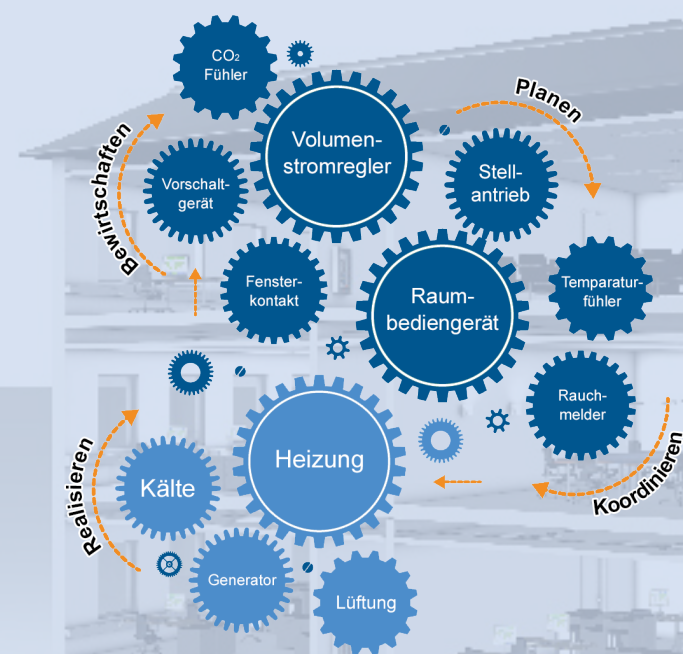 CO₂
Fühler
Volumen-
stromregler
Planen
Stell-
antrieb
Vorschalt-
gerät
Bewirtschaften
Fenster-
kontakt
Raum-
bediengerät
Temperatur-
fühler
Rauch-
melder
Koordinieren
Heizung
Kälte
Realisieren
Generator
Lüftung